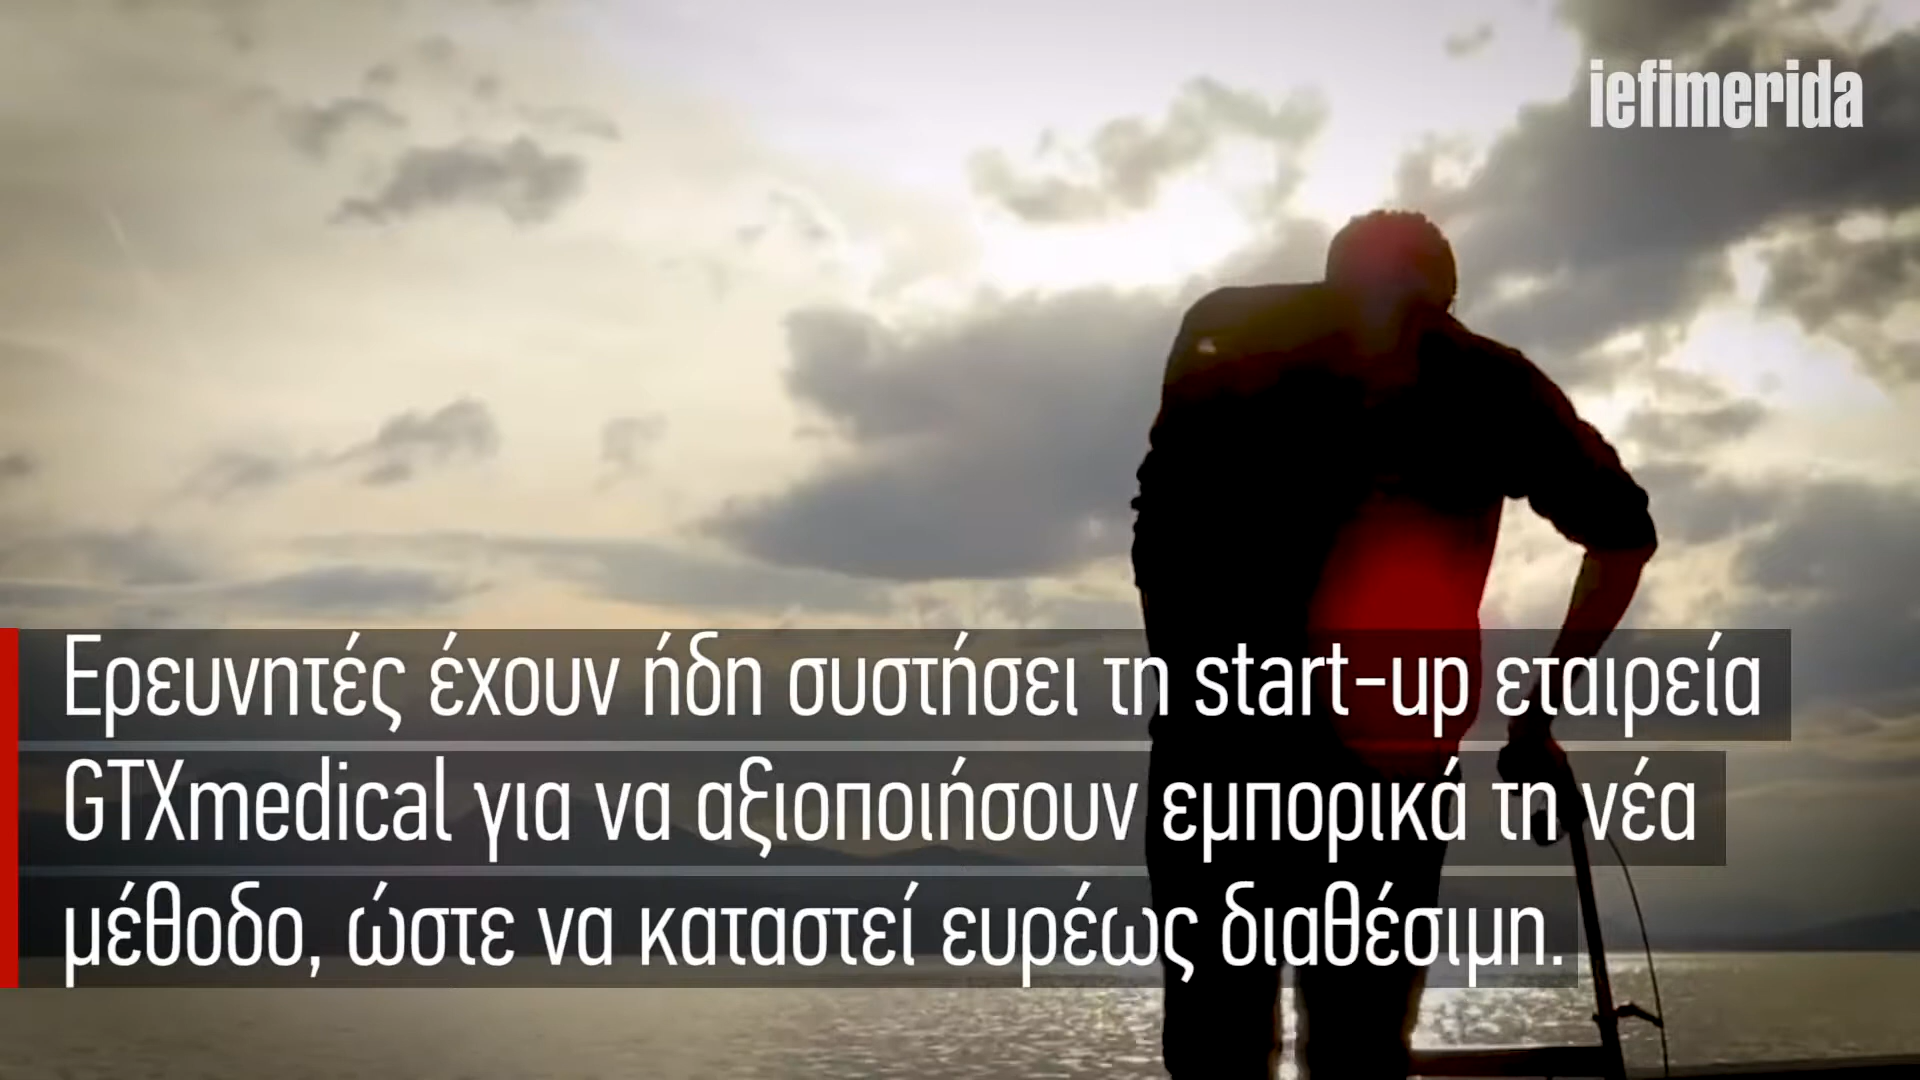 iefimerida
Ερευνητές έχουν ήδη συστήσει τη start-up εταιρεία
GTXmedical για να αξιοποιήσουν εμπορικά τη νέα
μέθοδο, ώστε να καταστεί ευρέως διαθέσιμη.